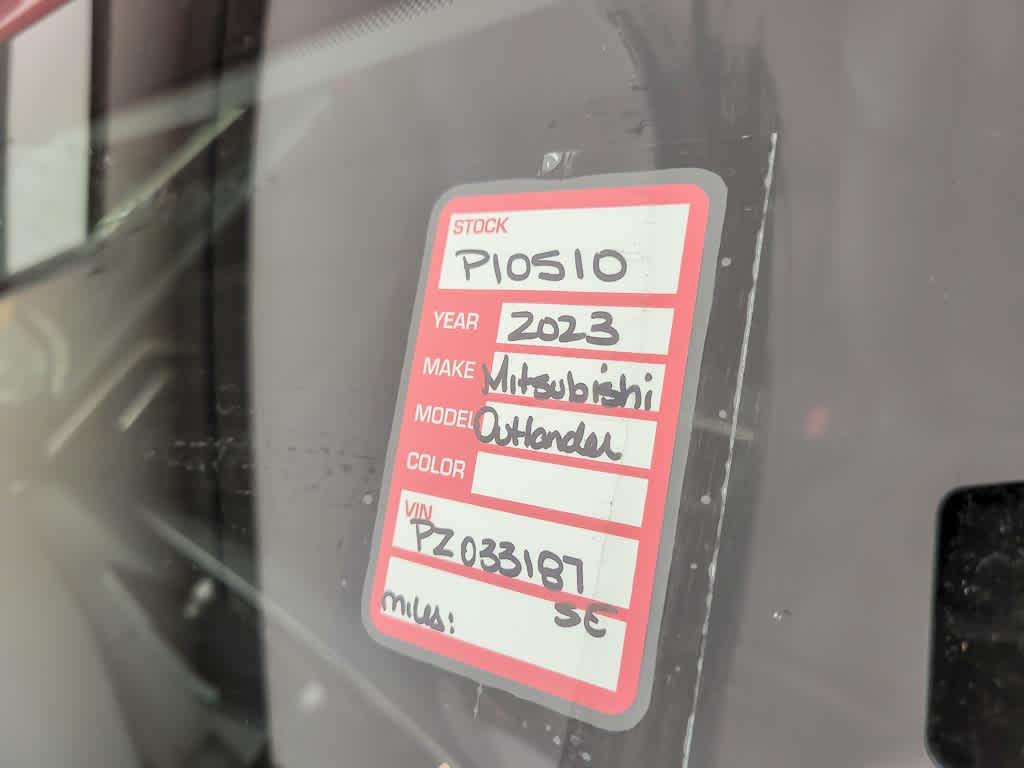 STOCK
P10510
YEAR 2023
MAKE Mitsubishi
MODEL Outlander
COLOR
VIN
PZ033187
miles: SE